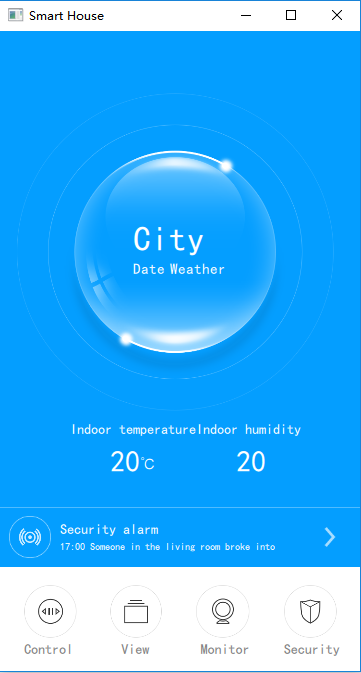 Smart House
City
Date Weather
Indoor temperatureIndoor humidity
20°C 20
Security alarm
17:00 Someone in the living room broke into
Control View Monitor Security